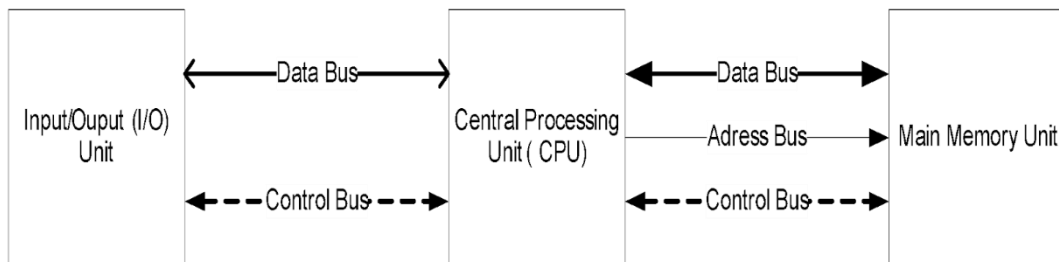 Data Bus
Data Bus
Input/Ouput (I/O)
Unit
Central Processing
Unit ( CPU)
Adress Bus
Main Memory Unit
Control Bus
Control Bus